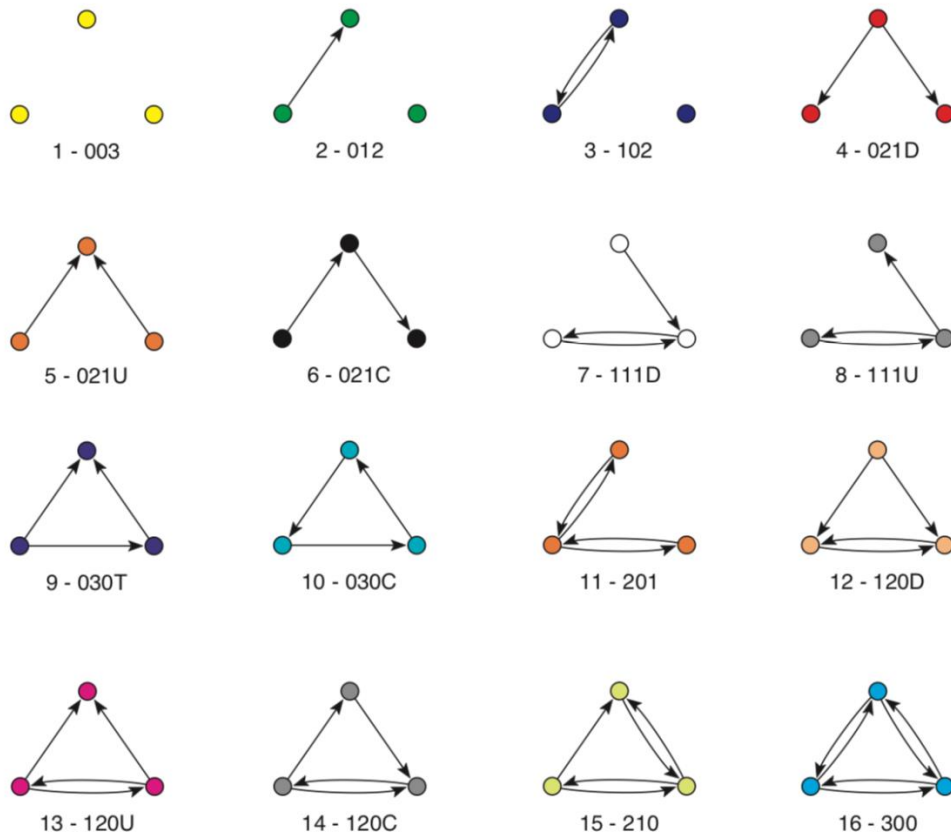 1 - 003
2 - 012
3 - 102
4 - 021D
5 - 021U
6 - 021C
7 - 111D
8 - 111U
9 - 030T
10 - 030C
11 - 201
12 - 120D
13 - 120U
14 - 120C
15 - 210
16 - 300